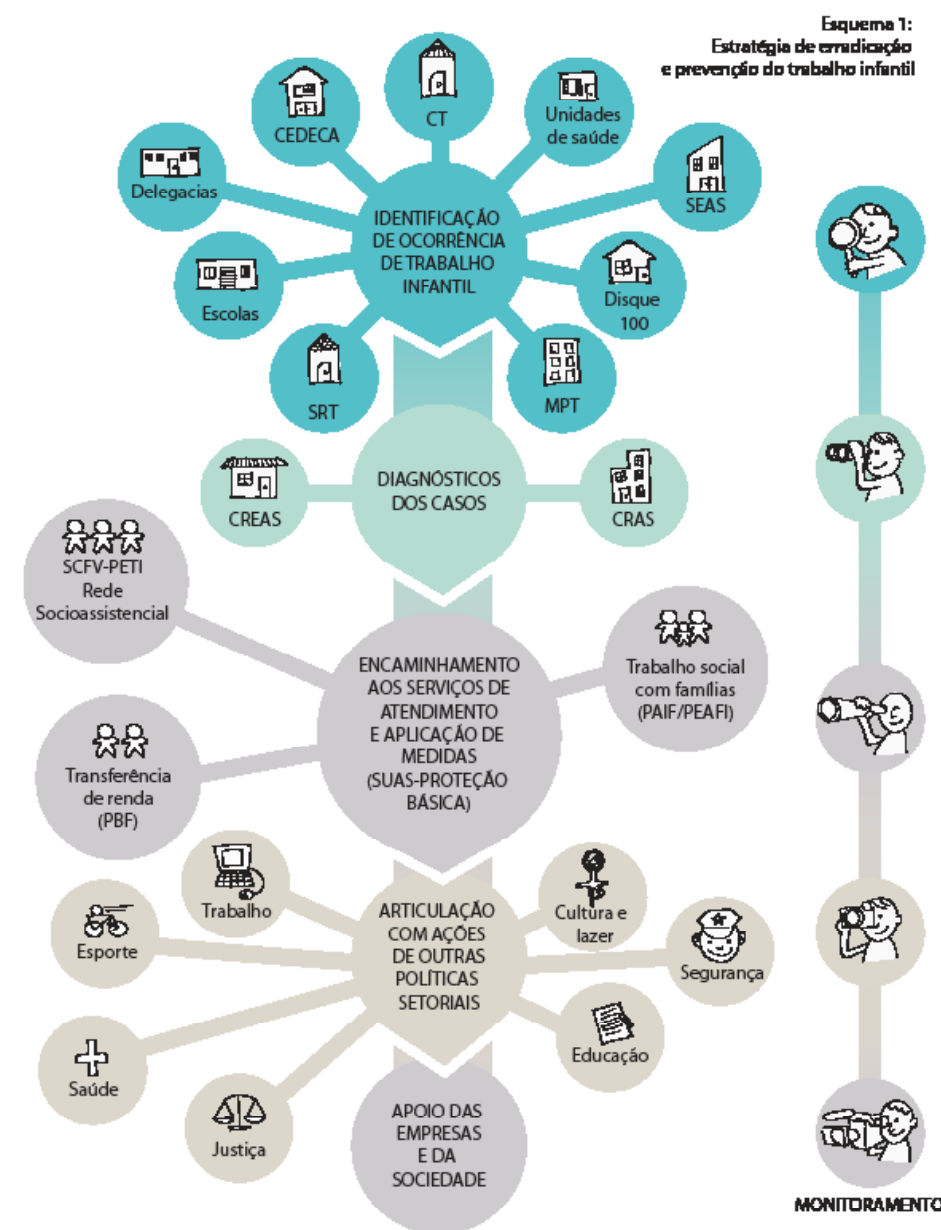 Esquema 1:
Estratégia de erradicação
e prevenção do trabalho infantil
CT
CEDECA
Unidades
de saúde
Delegacias
SEAS
IDENTIFICAÇÃO
DE OCORRÊNCIA
DE TRABALHO
INFANTIL
Escolas
Disque
100
SRT
MPT
DIAGNÓSTICOS
DOS CASOS
CREAS
CRAS
SCFV-PETI
Rede
Socioassistencial
ENCAMINHAMENTO
AOS SERVIÇOS DE
ATENDIMENTO
E APLICAÇÃO DE
MEDIDAS
(SUAS-PROTEÇÃO
BÁSICA)
Trabalho social
com famílias
(PAIF/PEAFI)
Transferência
de renda
(PBF)
Trabalho
Cultura e
lazer
Esporte
ARTICULAÇÃO
COM AÇÕES
DE OUTRAS
POLÍTICAS
SETORIAIS
Segurança
Saúde
Educação
Justiça
APOIO DAS
EMPRESAS
E DA
SOCIEDADE
MONITORAMENTO